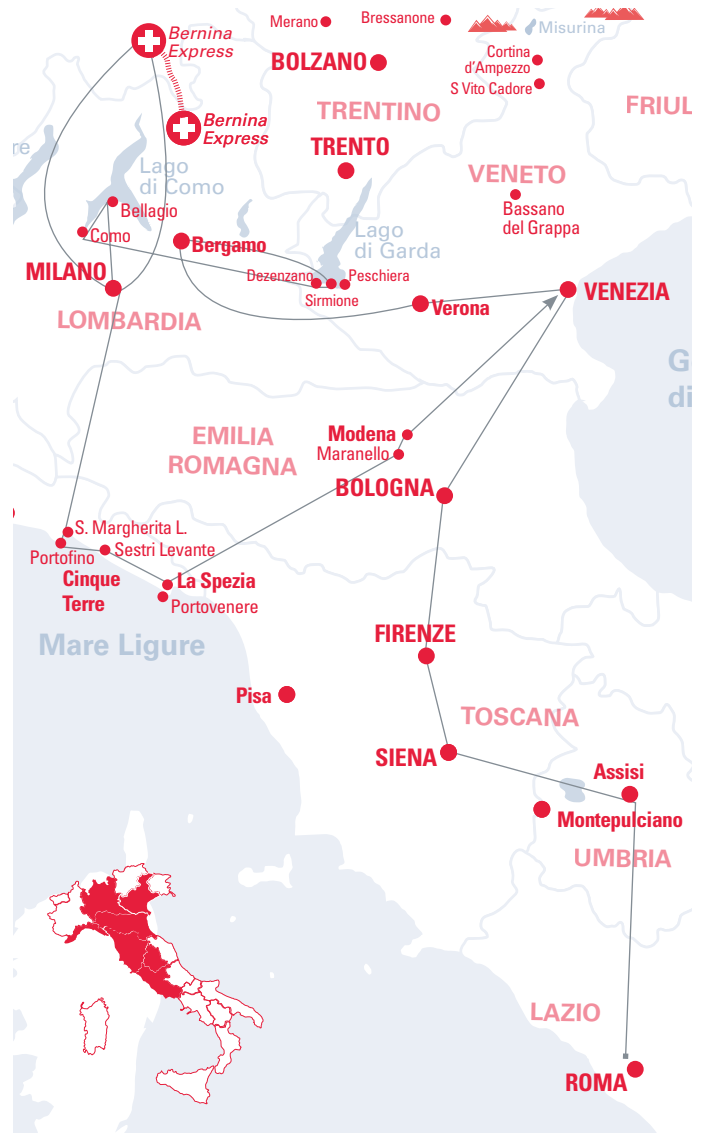 Bernina
Express
Merano
Bressanone
Misurina
BOLZANO
Cortina
d'Ampezzo
S Vito Cadore
TRENTINO
FRIUL
Bernina
Express
TRENTO
re
Lago
di Como
VENETO
Bellagio
Bassano
del Grappa
Como
Bergamo
Lago
di Garda
MILANO
Dezenzano
Peschiera
Sirmione
VENEZIA
Verona
LOMBARDIA
G
di
EMILIA
ROMAGNA
Modena
Maranello
BOLOGNA
S. Margherita L.
Portofino
Sestri Levante
Cinque
Terre
La Spezia
Portovenere
FIRENZE
Mare Ligure
Pisa
TOSCANA
SIENA
Assisi
Montepulciano
UMBRIA
LAZIO
ROMA